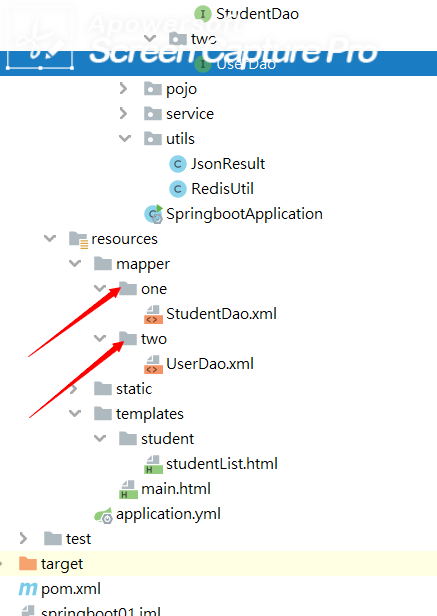 StudentDao
Apowersoft
two
Screen Capture Pro
UserDao
pojo
service
utils
JsonResult
RedisUtil
SpringbootApplication
resources
mapper
one
StudentDao.xml
two
UserDao.xml
static
templates
student
studentList.html
main.html
application.yml
test
target
pom.xml
springboot01.iml